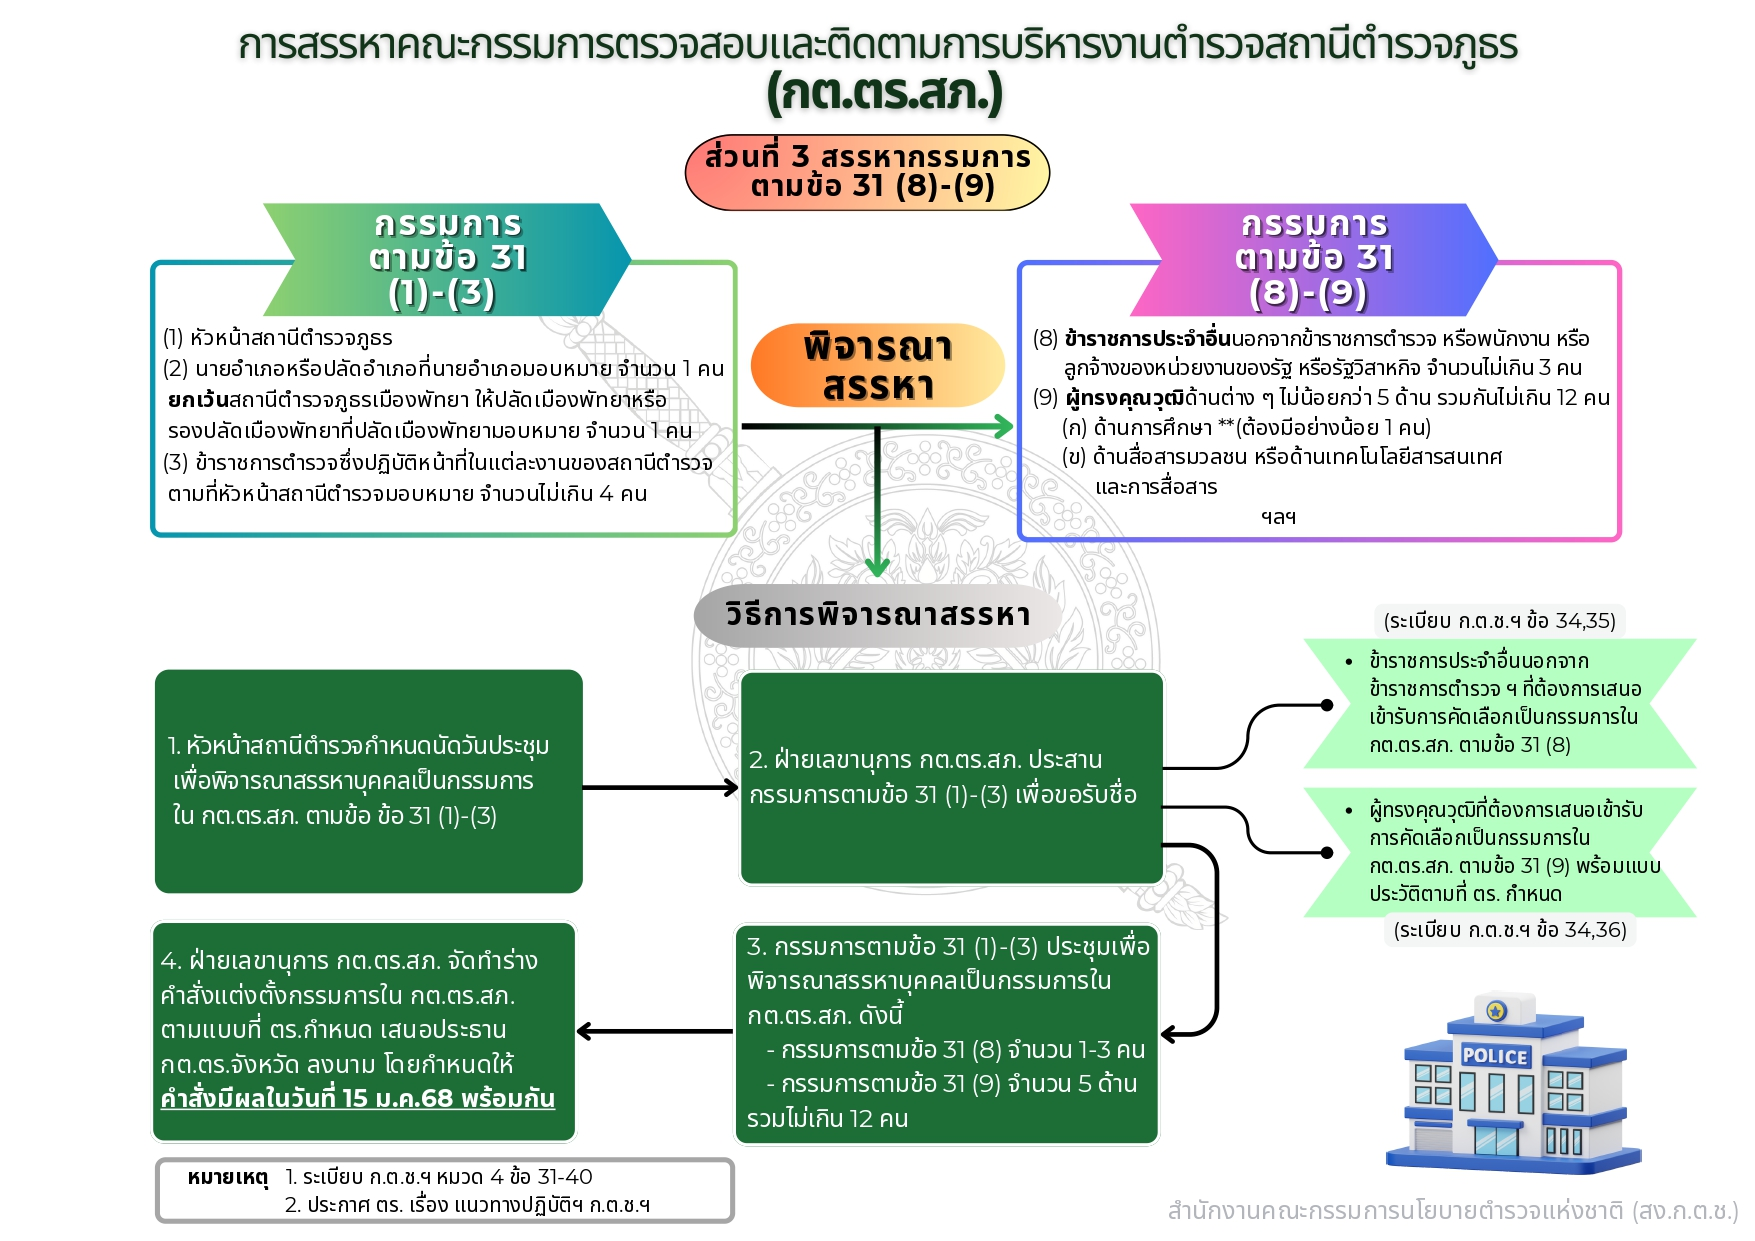 การสรรหาคณะกรรมการตรวจสอบและติดตามการบริหารงานตำรวจสถานีตำรวจภูธร
(กต.ตร.สภ.)
ส่วนที่ 3 สรรหากรรมการ
ตามข้อ 31 (8)-(9)
กรรมการ
ตามข้อ 31
(1)-(3)
(1) หัวหน้าสถานีตำรวจภูธร
(2) นายอำเภอหรือปลัดอำเภอที่นายอำเภอมอบหมาย จำนวน 1 คน
ยกเว้นสถานีตำรวจภูธรเมืองพัทยา ให้ปลัดเมืองพัทยาหรือ
รองปลัดเมืองพัทยาที่ปลัดเมืองพัทยามอบหมาย จำนวน 1 คน
(3) ข้าราชการตำรวจซึ่งปฏิบัติหน้าที่ในแต่ละงานของสถานีตำรวจ
ตามที่หัวหน้าสถานีตำรวจมอบหมาย จำนวนไม่เกิน 4 คน
พิจารณา
สรรหา
กรรมการ
ตามข้อ 31
(8)-(9)
(8) ข้าราชการประจำอื่นนอกจากข้าราชการตำรวจ หรือพนักงาน หรือ
ลูกจ้างของหน่วยงานของรัฐ หรือรัฐวิสาหกิจ จำนวนไม่เกิน 3 คน
(9) ผู้ทรงคุณวุฒิด้านต่าง ๆ ไม่น้อยกว่า 5 ด้าน รวมกันไม่เกิน 12 คน
(ก) ด้านการศึกษา **(ต้องมีอย่างน้อย 1 คน)
(ข) ด้านสื่อสารมวลชน หรือด้านเทคโนโลยีสารสนเทศ
และการสื่อสาร
ฯลฯ
วิธีการพิจารณาสรรหา
1. หัวหน้าสถานีตำรวจกำหนดนัดวันประชุม
เพื่อพิจารณาสรรหาบุคคลเป็นกรรมการ
ใน กต.ตร.สภ. ตามข้อ ข้อ 31 (1)-(3)
2. ฝ่ายเลขานุการ กต.ตร.สภ. ประสาน
กรรมการตามข้อ 31 (1)-(3) เพื่อขอรับชื่อ
(ระเบียบ ก.ต.ช.ฯ ข้อ 34,35)
• ข้าราชการประจำอื่นนอกจาก
ข้าราชการตำรวจ ฯ ที่ต้องการเสนอ
เข้ารับการคัดเลือกเป็นกรรมการใน
กต.ตร.สภ. ตามข้อ 31 (8)
• ผู้ทรงคุณวุฒิที่ต้องการเสนอเข้ารับ
การคัดเลือกเป็นกรรมการใน
กต.ตร.สภ. ตามข้อ 31 (9) พร้อมแบบ
ประวัติตามที่ ตร. กำหนด
(ระเบียบ ก.ต.ช.ฯ ข้อ 34,36)
3. กรรมการตามข้อ 31 (1)-(3) ประชุมเพื่อ
พิจารณาสรรหาบุคคลเป็นกรรมการใน
กต.ตร.สภ. ดังนี้
- กรรมการตามข้อ 31 (8) จำนวน 1-3 คน
- กรรมการตามข้อ 31 (9) จำนวน 5 ด้าน
รวมไม่เกิน 12 คน
4. ฝ่ายเลขานุการ กต.ตร.สภ. จัดทำร่าง
คำสั่งแต่งตั้งกรรมการใน กต.ตร.สภ.
ตามแบบที่ ตร.กำหนด เสนอประธาน
กต.ตร.จังหวัด ลงนาม โดยกำหนดให้
คำสั่งมีผลในวันที่ 15 ม.ค.68 พร้อมกัน
หมายเหตุ 1. ระเบียบ ก.ต.ช.ฯ หมวด 4 ข้อ 31-40
2. ประกาศ ตร. เรื่อง แนวทางปฏิบัติฯ ก.ต.ช.ฯ
POLICE
สำนักงานคณะกรรมการนโยบายตำรวจแห่งชาติ (สง.ก.ต.ช.)